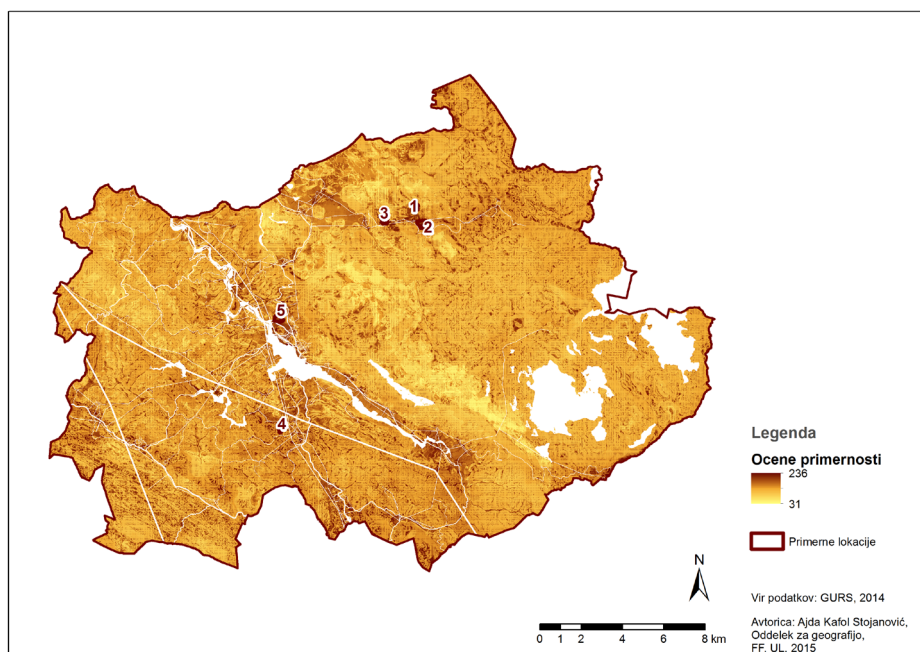 1
3
2
5
4
Legenda
Ocene primernosti
236
31
Primerne lokacije
N
Vir podatkov: GURS, 2014
Avtorica: Ajda Kafol Stojanović,
Oddelek za geografijo,
FF, UL, 2015
0 1 2 4 6 8 km